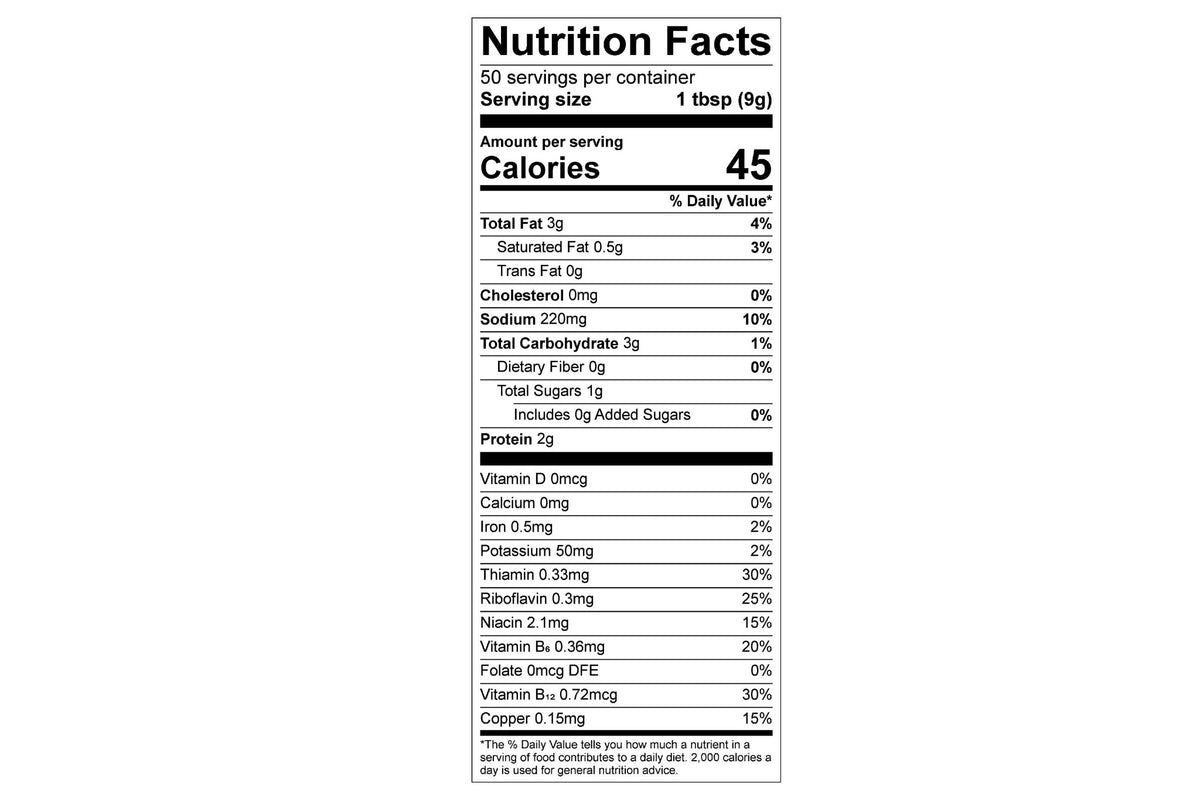 Nutrition Facts
50 servings per container
Serving size 1 tbsp (9g)
Amount per serving
Calories 45
% Daily Value*
Total Fat 3g 4%
Saturated Fat 0.5g 3%
Trans Fat 0g
Cholesterol 0mg 0%
Sodium 220mg 10%
Total Carbohydrate 3g 1%
Dietary Fiber 0g 0%
Total Sugars 1g
Includes 0g Added Sugars 0%
Protein 2g
Vitamin D 0mcg 0%
Calcium 0mg 0%
Iron 0.5mg 2%
Potassium 50mg 2%
Thiamin 0.33mg 30%
Riboflavin 0.3mg 25%
Niacin 2.1mg 15%
Vitamin B₆ 0.36mg 20%
Folate 0mcg DFE 0%
Vitamin B₁₂ 0.72mcg 30%
Copper 0.15mg 15%
*The % Daily Value tells you how much a nutrient in a
serving of food contributes to a daily diet. 2,000 calories a
day is used for general nutrition advice.